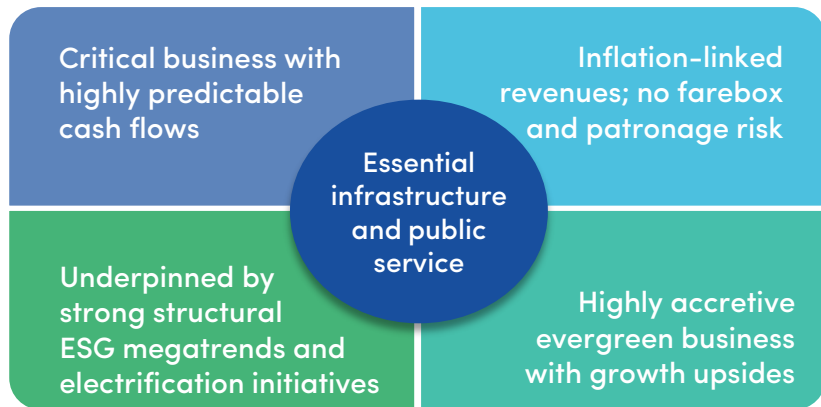 Critical business with
highly predictable
cash flows
Inflation-linked
revenues; no farebox
and patronage risk
Essential
infrastructure
and public
service
Underpinned by
strong structural
ESG megatrends and
electrification initiatives
Highly accretive
evergreen business
with growth upsides